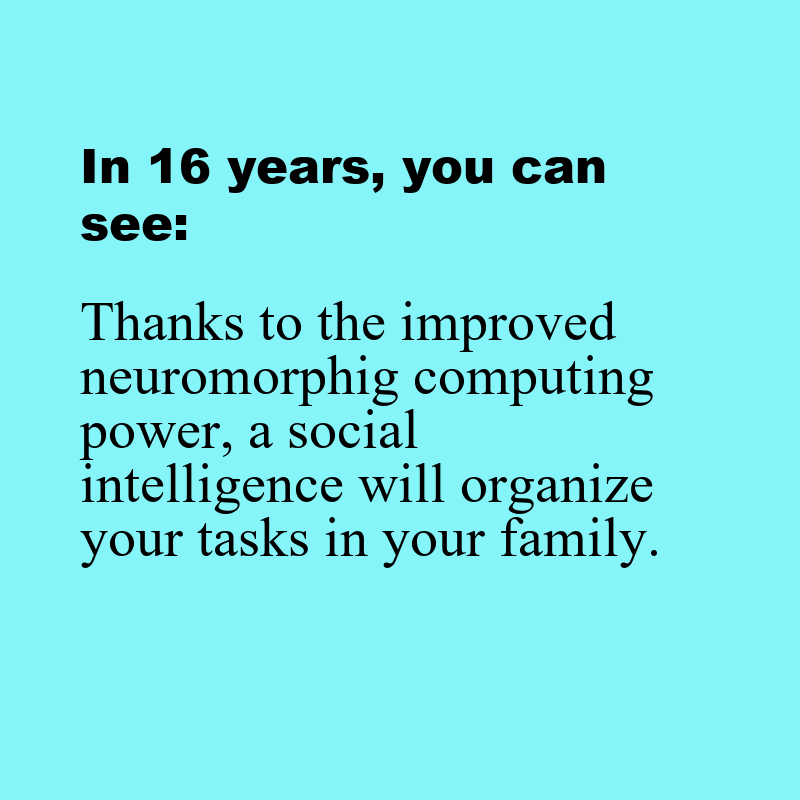 In 16 years, you can
see:
Thanks to the improved
neuromorphig computing
power, a social
intelligence will organize
your tasks in your family.